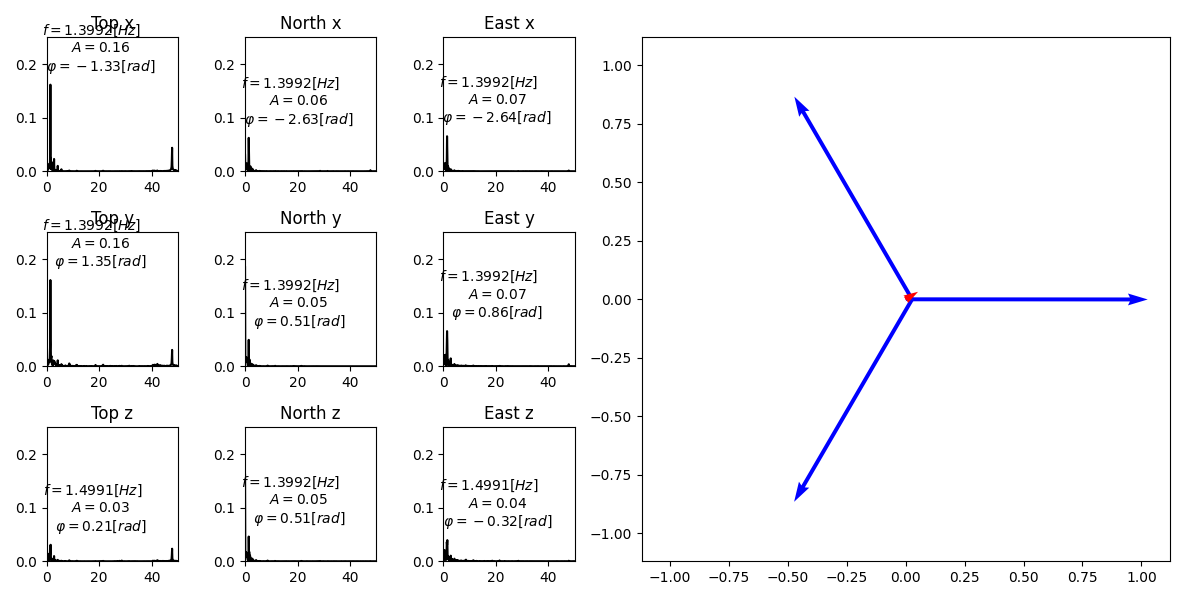 Top x
f = 1.3992[Hz]
A = 0.16
φ = −1.33[rad]
0.2
0.1
0.0
0 20 40
North x
f = 1.3992[Hz]
A = 0.06
φ = −2.63[rad]
0.2
0.1
0.0
0 20 40
East x
f = 1.3992[Hz]
A = 0.07
φ = −2.64[rad]
0.2
0.1
0.0
0 20 40
Top y
f = 1.3992[Hz]
A = 0.16
φ = 1.35[rad]
0.2
0.1
0.0
0 20 40
North y
f = 1.3992[Hz]
A = 0.05
φ = 0.51[rad]
0.2
0.1
0.0
0 20 40
East y
f = 1.3992[Hz]
A = 0.07
φ = 0.86[rad]
0.2
0.1
0.0
0 20 40
Top z
f = 1.4991[Hz]
A = 0.03
φ = 0.21[rad]
0.2
0.1
0.0
0 20 40
North z
f = 1.3992[Hz]
A = 0.05
φ = 0.51[rad]
0.2
0.1
0.0
0 20 40
East z
f = 1.4991[Hz]
A = 0.04
φ = −0.32[rad]
0.2
0.1
0.0
0 20 40
1.00
0.75
0.50
0.25
0.00
−0.25
−0.50
−0.75
−1.00
−1.00 −0.75 −0.50 −0.25 0.00 0.25 0.50 0.75 1.00